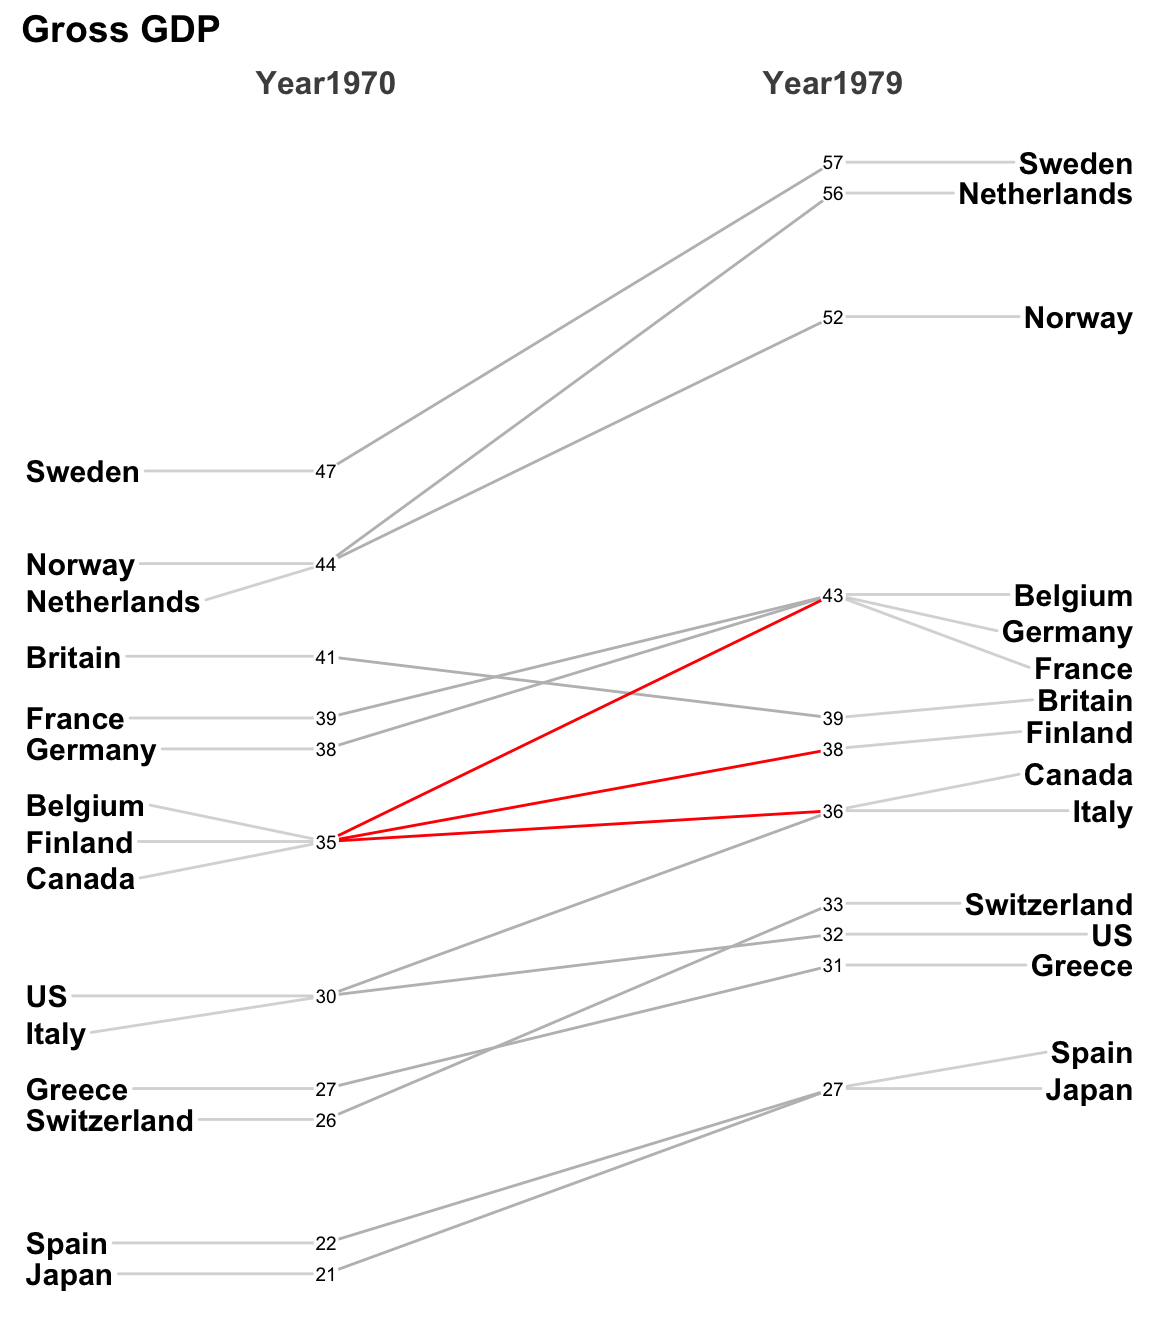 Gross GDP
Year1970 Year1979
57 Sweden
56 Netherlands
52 Norway
Sweden 47
Norway 44
43 Belgium
Netherlands
Germany
Britain 41
France
39 Britain
France 39
38 Finland
Germany 38
Canada
Belgium
36 Italy
Finland 35
Canada
33 Switzerland
32 US
31 Greece
US 30
Italy
Spain
Greece 27
27 Japan
Switzerland 26
Spain 22
Japan 21